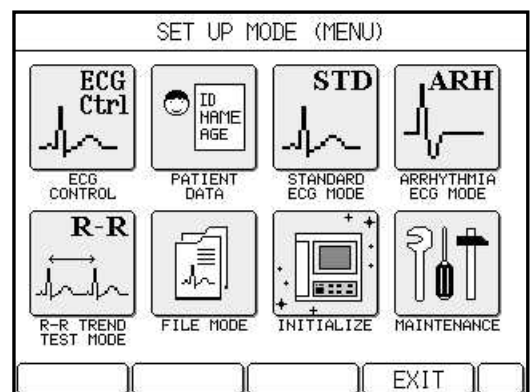 SET UP MODE (MENU)
ECG
Ctrl
ID
NAME
AGE
STD
ARH
ECG
CONTROL
PATIENT
DATA
STANDARD
ECG MODE
ARRHYTHMIA
ECG MODE
R-R
R-R TREND
TEST MODE
FILE MODE
INITIALIZE
MAINTENANCE
EXIT